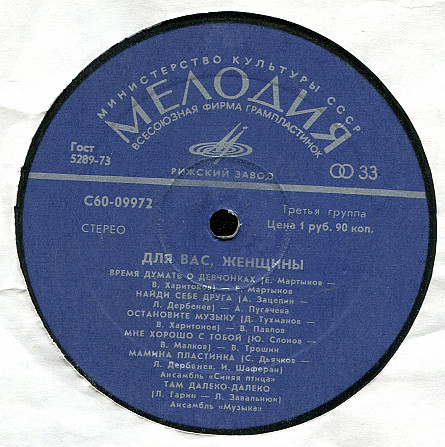 МИНИСТЕРСТВО КУЛЬТУРЫ СССР
МЕЛОДИЯ
ВСЕСОЮЗНАЯ ФИРМА ГРАМПЛАСТИНОК
Гост
5289-73
РИЖСКИЙ ЗАВОД
33
С60-09972
Третья группа
СТЕРЕО
Цена 1 руб. 90 коп.
ДЛЯ ВАС, ЖЕНЩИНЫ
ВРЕМЯ ДУМАТЬ О ДЕВЧОНКАХ (Е. Мартынов —
В. Харитонов) — Е. Мартынов
НАЙДИ СЕБЕ ДРУГА (А. Зацепин —
Л. Дербенев) — А. Пугачева
ОСТАНОВИТЕ МУЗЫКУ (Д. Тухманов —
В. Харитонов) — В. Павлов
МНЕ ХОРОШО С ТОБОЙ (Ю. Слонов —
В. Малков) — В. Трошин
МАМИНА ПЛАСТИНКА (С. Дьячков —
Л. Дербенев, И. Шаферан)
Ансамбль «Синяя птица»
ТАМ ДАЛЕКО-ДАЛЕКО
(Л. Гарин — Л. Завальнюк)
Ансамбль «Музыка»